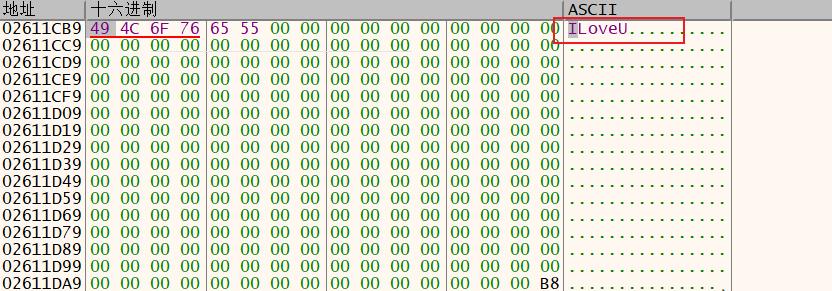 地址 十六进制 ASCII
02611CB9 49 4C 6F 76 65 55 00 00 00 00 00 00 00 00 00 00 ILoveU..........
02611CC9 00 00 00 00 00 00 00 00 00 00 00 00 00 00 00 00 ................
02611CD9 00 00 00 00 00 00 00 00 00 00 00 00 00 00 00 00 ................
02611CE9 00 00 00 00 00 00 00 00 00 00 00 00 00 00 00 00 ................
02611CF9 00 00 00 00 00 00 00 00 00 00 00 00 00 00 00 00 ................
02611D09 00 00 00 00 00 00 00 00 00 00 00 00 00 00 00 00 ................
02611D19 00 00 00 00 00 00 00 00 00 00 00 00 00 00 00 00 ................
02611D29 00 00 00 00 00 00 00 00 00 00 00 00 00 00 00 00 ................
02611D39 00 00 00 00 00 00 00 00 00 00 00 00 00 00 00 00 ................
02611D49 00 00 00 00 00 00 00 00 00 00 00 00 00 00 00 00 ................
02611D59 00 00 00 00 00 00 00 00 00 00 00 00 00 00 00 00 ................
02611D69 00 00 00 00 00 00 00 00 00 00 00 00 00 00 00 00 ................
02611D79 00 00 00 00 00 00 00 00 00 00 00 00 00 00 00 00 ................
02611D89 00 00 00 00 00 00 00 00 00 00 00 00 00 00 00 00 ................
02611D99 00 00 00 00 00 00 00 00 00 00 00 00 00 00 00 00 ................
02611DA9 00 00 00 00 00 00 00 00 00 00 00 00 00 00 00 B8 ...............